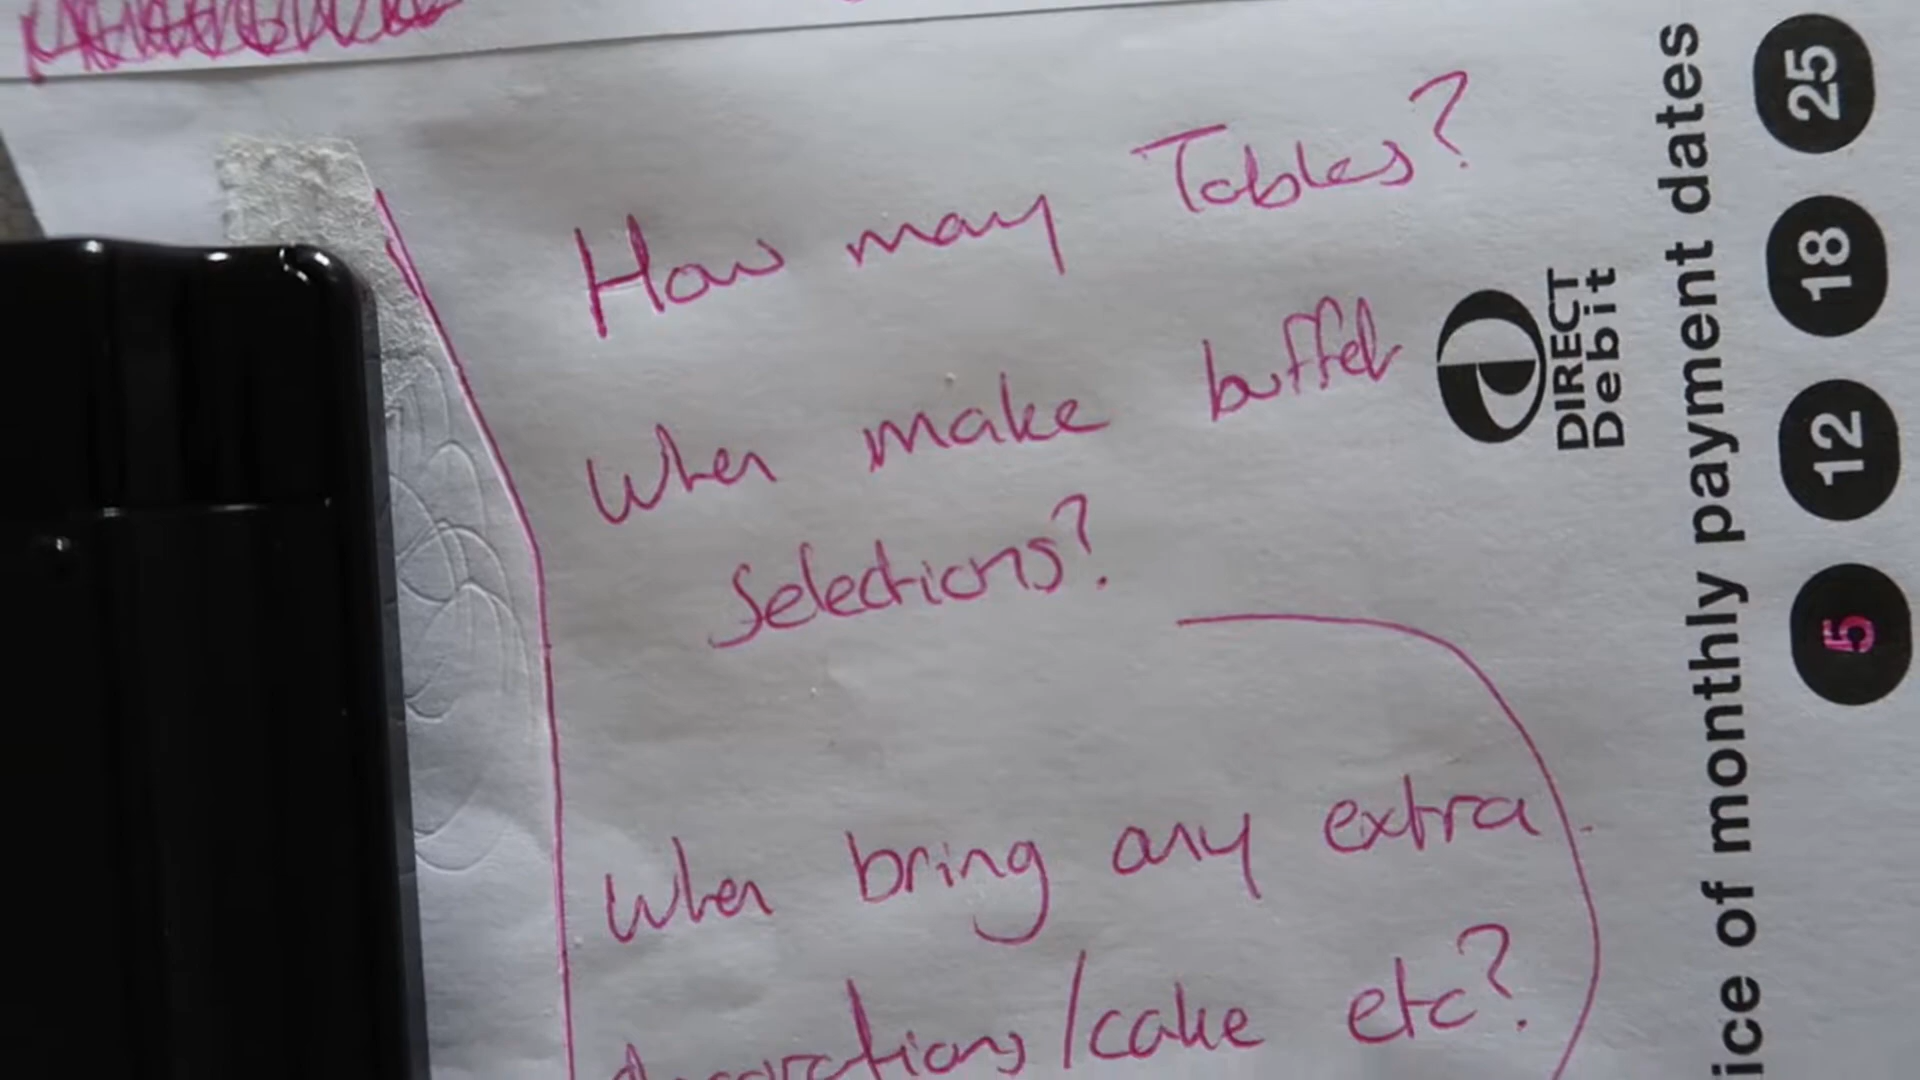 How many Tables?
When make buffet
Selections?
When bring any extra
decorations/cake etc?
DIRECT
Debit
ice of monthly payment dates
5 12 18 25